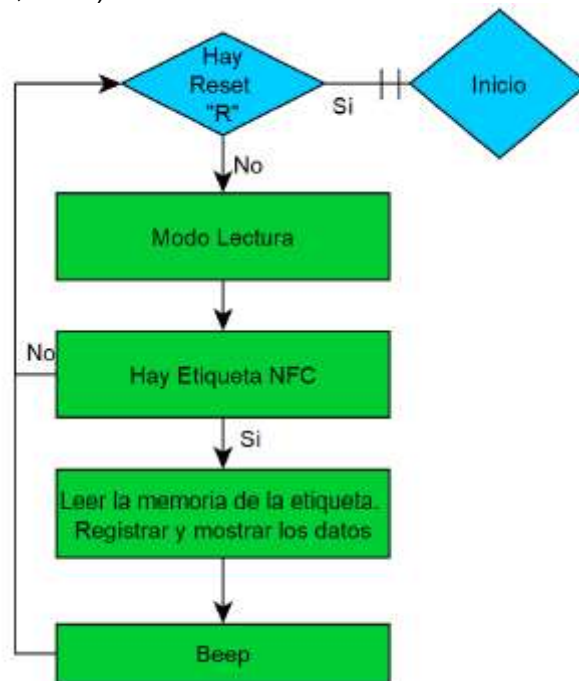 Hay
Reset
"R"
Si
Inicio
No
Modo Lectura
No
Hay Etiqueta NFC
Si
Leer la memoria de la etiqueta.
Registrar y mostrar los datos
Beep